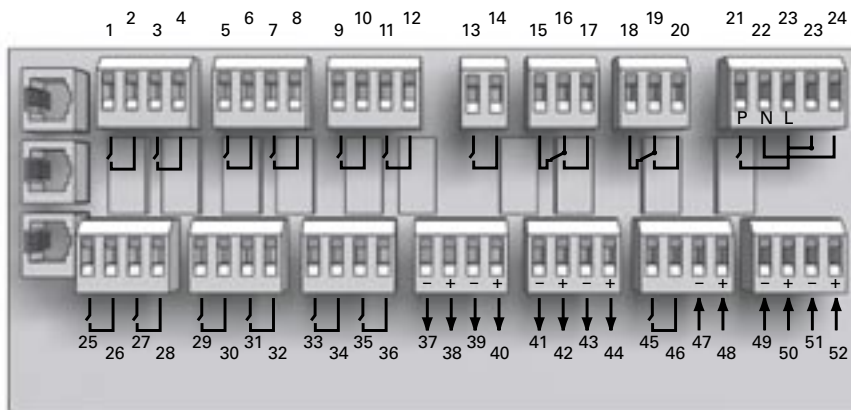 1 2 3 4 5 6 7 8 9 10 11 12 13 14 15 16 17 18 19 20 21 22 23 23 24
P N L
− + − + − + − + − + − + − +
25 26 27 28 29 30 31 32 33 34 35 36 37 38 39 40 41 42 43 44 45 46 47 48 49 50 51 52